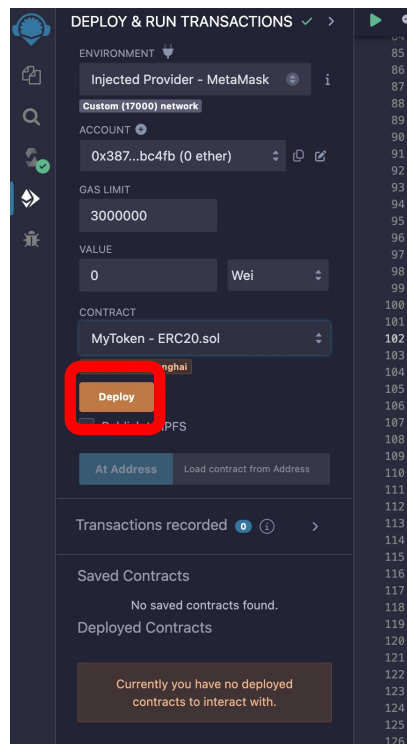 DEPLOY & RUN TRANSACTIONS
ENVIRONMENT
Injected Provider - MetaMask
i
Custom (17000) network
ACCOUNT
0x387...bc4fb (0 ether)
GAS LIMIT
3000000
VALUE
0 Wei
CONTRACT
MyToken - ERC20.sol
Deploy
IPFS
At Address Load contract from Address
Transactions recorded 0 i
Saved Contracts
No saved contracts found.
Deployed Contracts
Currently you have no deployed
contracts to interact with.
85
86
87
88
89
90
91
92
93
94
95
96
97
98
99
100
101
102
103
104
105
106
107
108
109
110
111
112
113
114
115
116
117
118
119
120
121
122
123
124
125
126